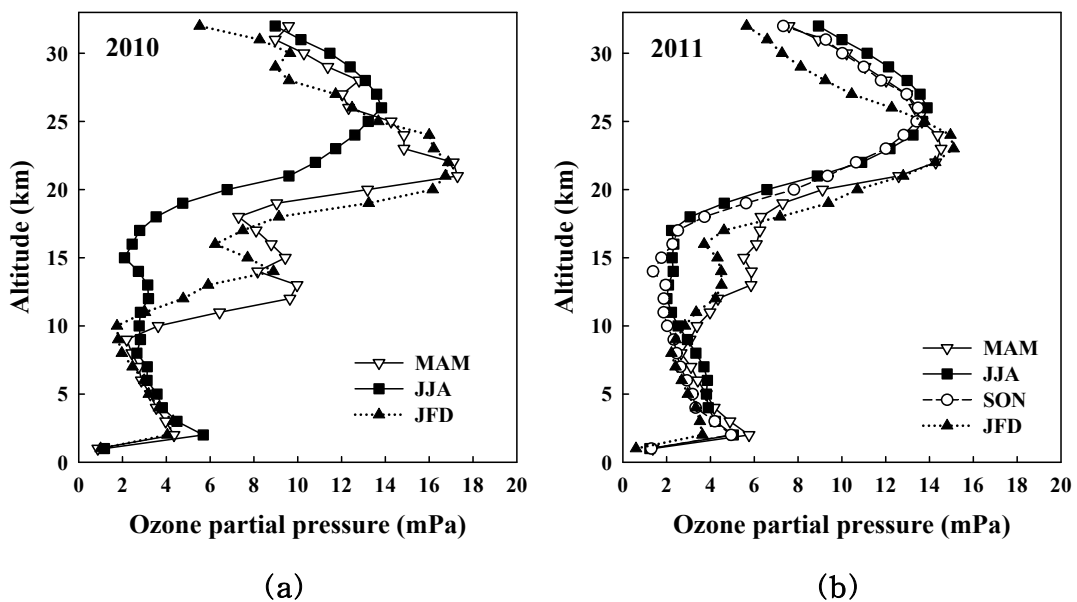 2010
Altitude (km)
30
25
20
15
10
5
0
MAM
JJA
JFD
0 2 4 6 8 10 12 14 16 18 20
Ozone partial pressure (mPa)
(a)
2011
Altitude (km)
30
25
20
15
10
5
0
MAM
JJA
SON
JFD
0 2 4 6 8 10 12 14 16 18 20
Ozone partial pressure (mPa)
(b)